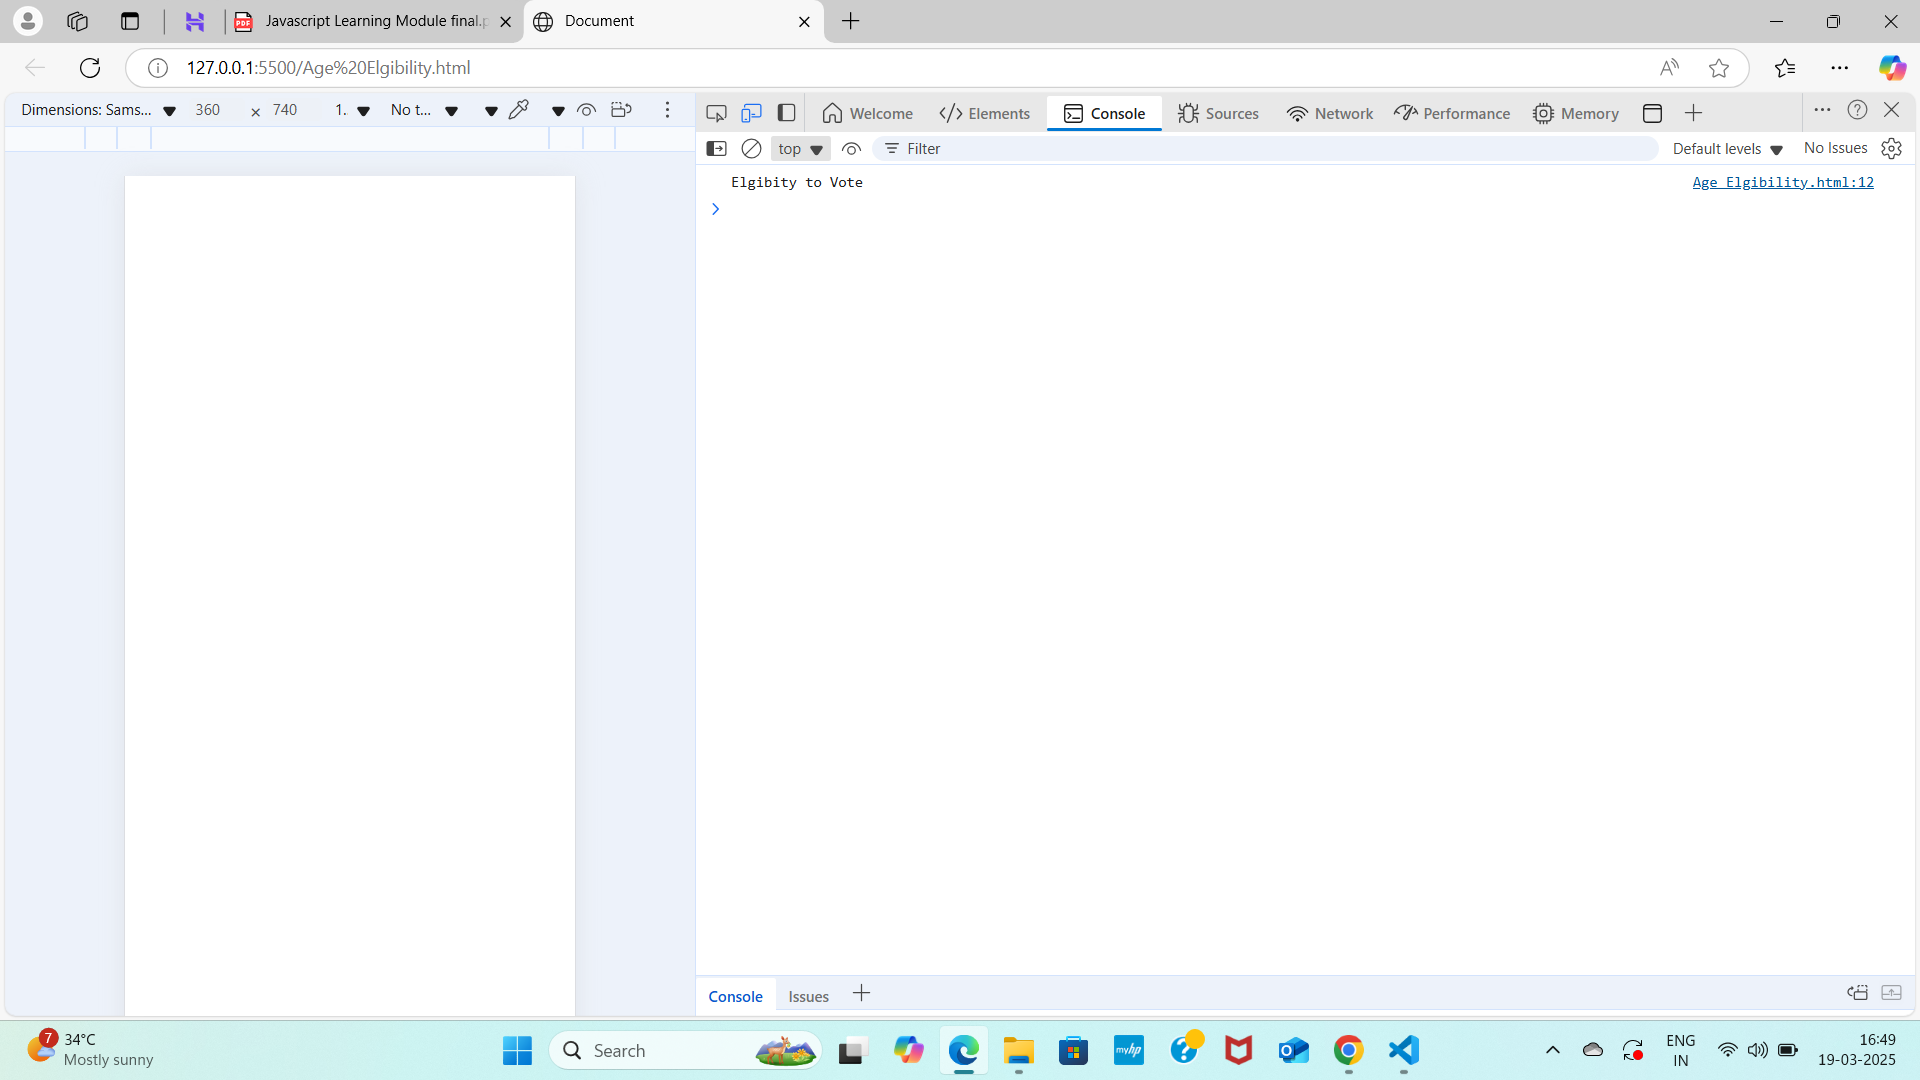 Javascript Learning Module final.p
Document
127.0.0.1:5500/Age%20Elgibility.html
Dimensions: Sams... 360 × 740 1. No t...
Welcome Elements Console Sources Network Performance Memory
top Filter Default levels No Issues
Elgibity to Vote Age Elgibility.html:12
Console Issues
7 34°C
Mostly sunny
Search
myhp
ENG
IN
16:49
19-03-2025